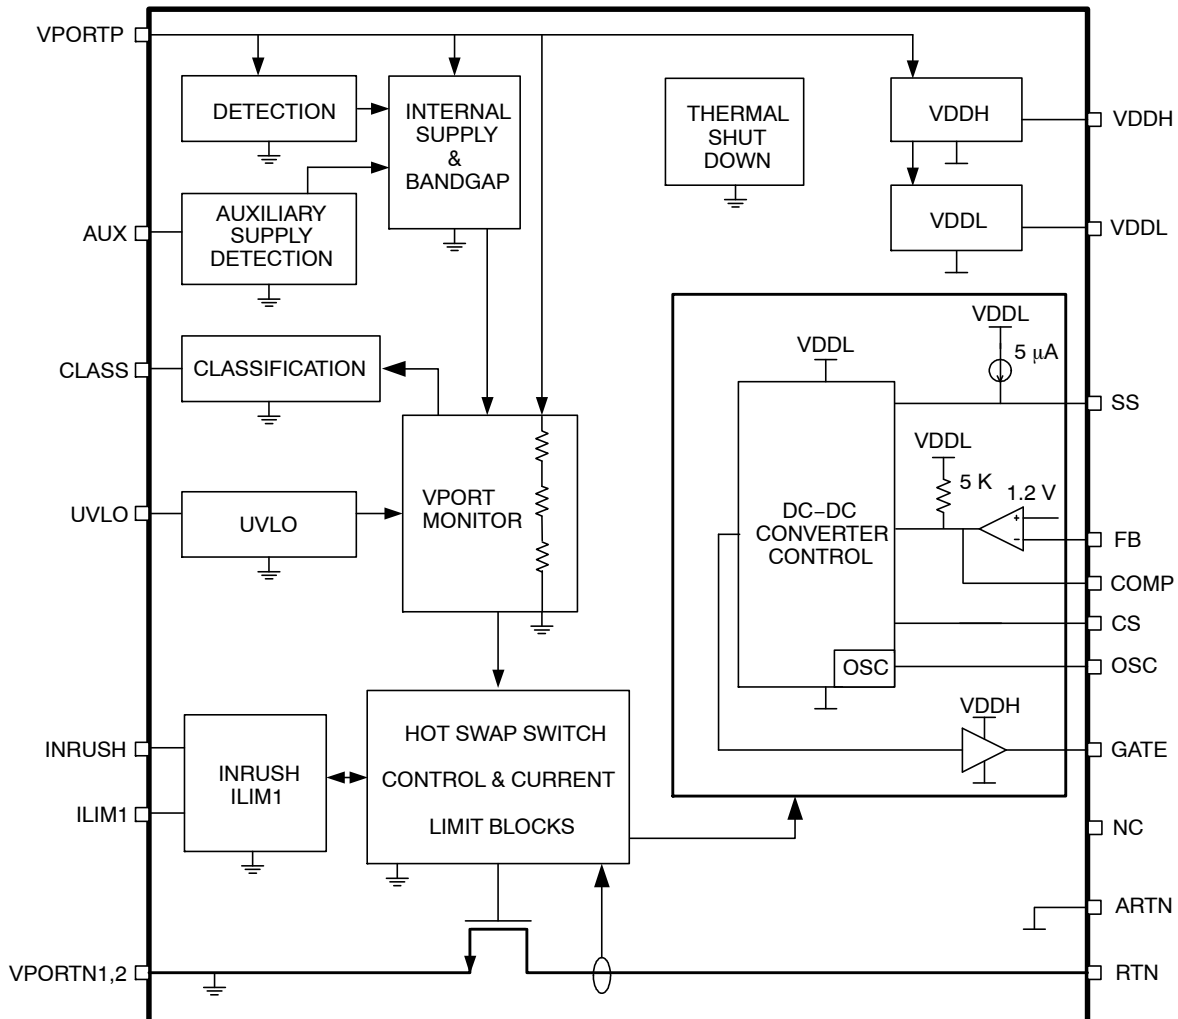 VPORTP
DETECTION
INTERNAL
SUPPLY
&
BANDGAP
THERMAL
SHUT
DOWN
VDDH
VDDH
AUX
AUXILIARY
SUPPLY
DETECTION
VDDL
VDDL
CLASS
CLASSIFICATION
VDDL
5 μA
VDDL
SS
VDDL
5 K
1.2 V
+
−
FB
UVLO
UVLO
VPORT
MONITOR
DC−DC
CONVERTER
CONTROL
COMP
CS
OSC
OSC
VDDH
GATE
INRUSH
ILIM1
INRUSH
ILIM1
HOT SWAP SWITCH
CONTROL & CURRENT
LIMIT BLOCKS
NC
ARTN
VPORTN1,2
RTN